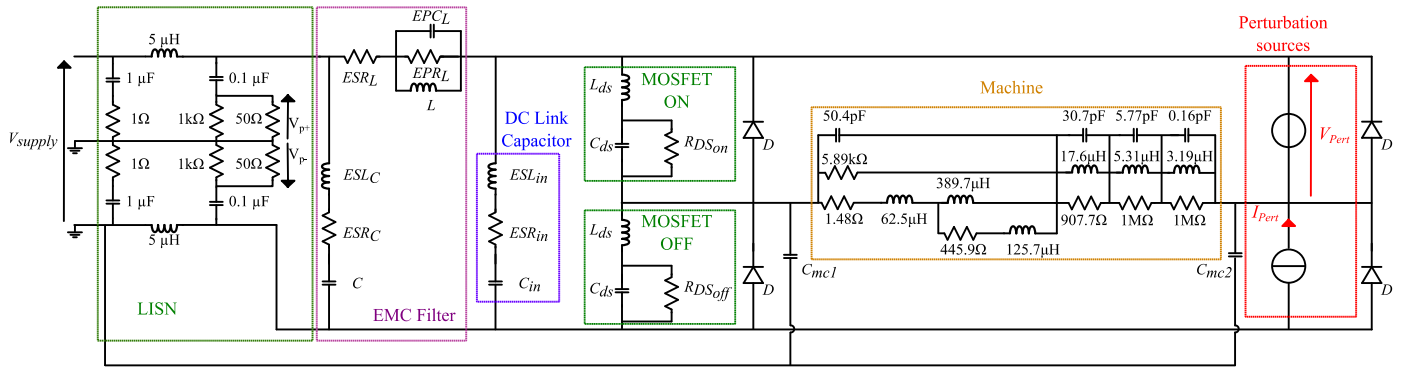 V_supply
5 µH
1 µF
0.1 µF
1Ω
1kΩ
50Ω
V_p+
1Ω
1kΩ
50Ω
V_p-
1 µF
0.1 µF
5 µH
LISN
EPC_L
ESR_L
EPR_L
L
ESL_C
ESR_C
C
EMC Filter
DC Link
Capacitor
ESL_in
ESR_in
C_in
MOSFET
ON
L_ds
C_ds
R_DSon
MOSFET
OFF
L_ds
C_ds
R_DSoff
D
D
C_mc1
Machine
50.4pF
30.7pF
5.77pF
0.16pF
5.89kΩ
17.6µH
5.31µH
3.19µH
389.7µH
1.48Ω
62.5µH
907.7Ω
1MΩ
1MΩ
445.9Ω
125.7µH
C_mc2
Perturbation
sources
V_Pert
I_Pert
D
D